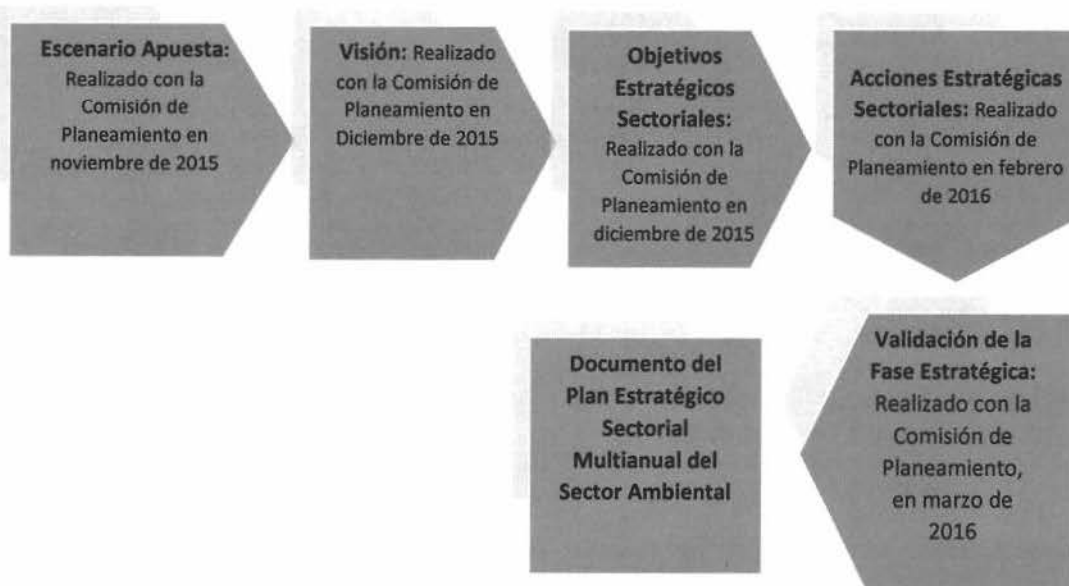 Escenario Apuesta:
Realizado con la
Comisión de
Planeamiento en
noviembre de 2015
Visión: Realizado
con la Comisión de
Planeamiento en
Diciembre de 2015
Objetivos
Estratégicos
Sectoriales:
Realizado con la
Comisión de
Planeamiento en
diciembre de 2015
Acciones Estratégicas
Sectoriales: Realizado
con la Comisión de
Planeamiento en febrero
de 2016
Validación de la
Fase Estratégica:
Realizado con la
Comisión de
Planeamiento,
en marzo de
2016
Documento del
Plan Estratégico
Sectorial
Multianual del
Sector Ambiental